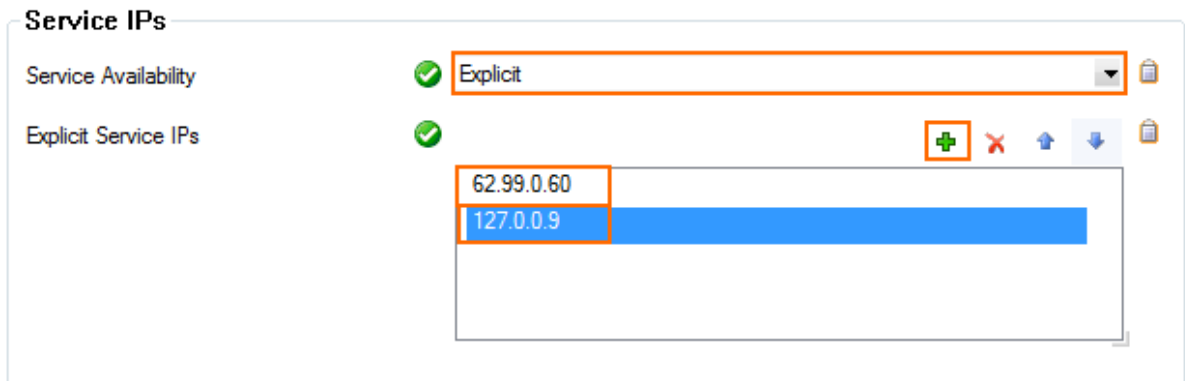 Service IPs
Service Availability
Explicit
Explicit Service IPs
62.99.0.60
127.0.0.9